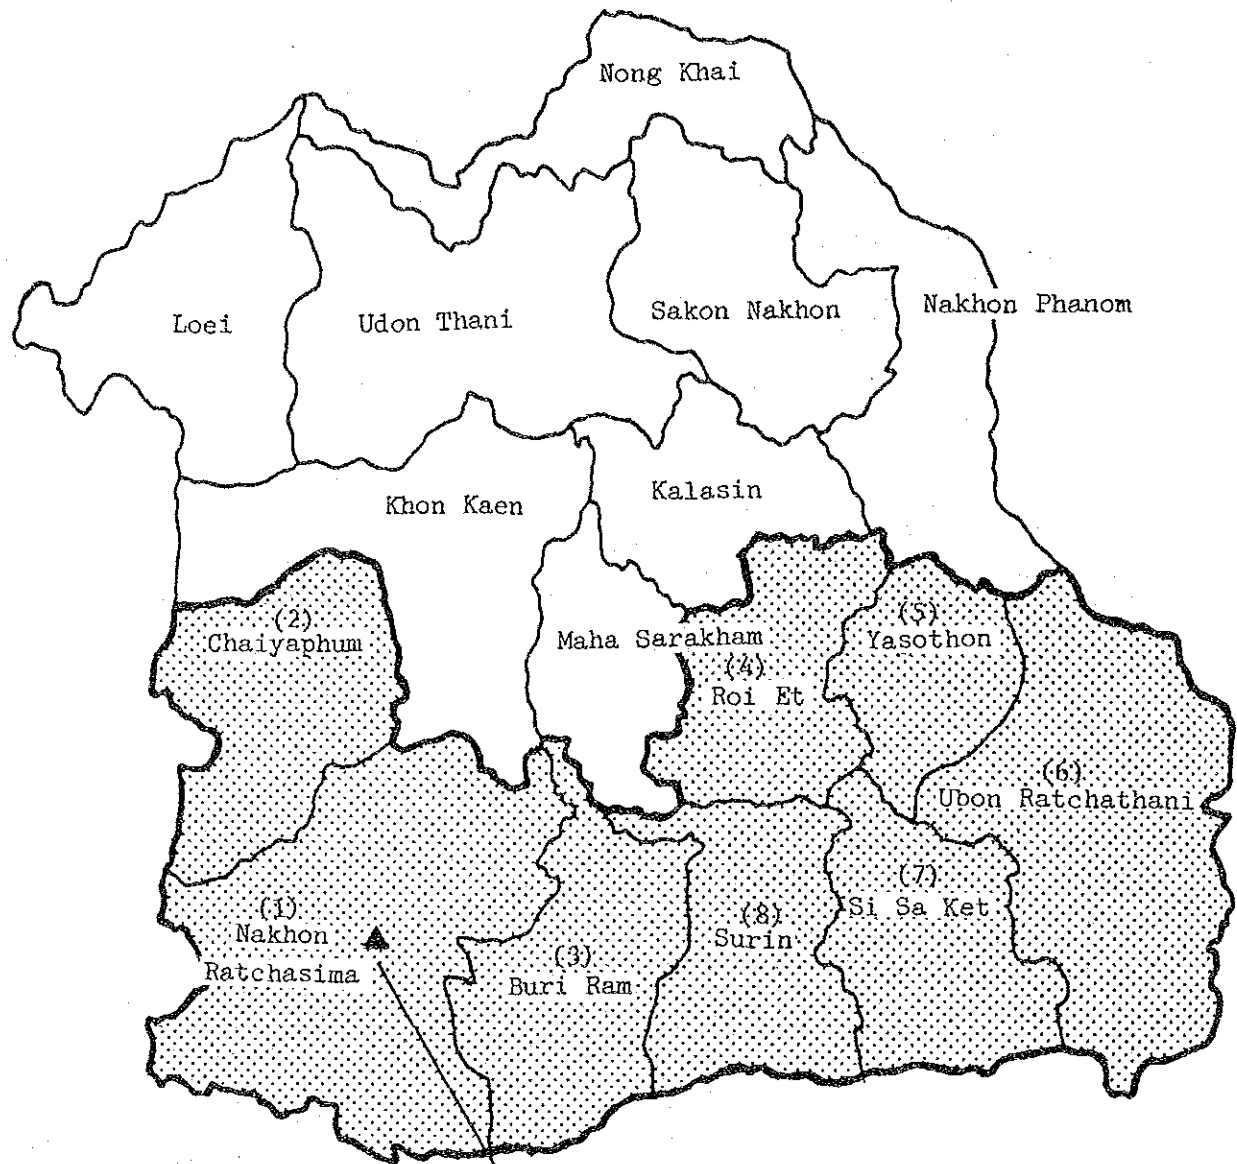 Nong Khai
Loei
Udon Thani
Sakon Nakhon
Nakhon Phanom
Khon Kaen
Kalasin
(2)
Chaiyaphum
Maha Sarakham
(4)
Roi Et
(5)
Yasothon
(6)
Ubon Ratchathani
(1)
Nakhon
Ratchasima
(3)
Buri Ram
(8)
Surin
(7)
Si Sa Ket